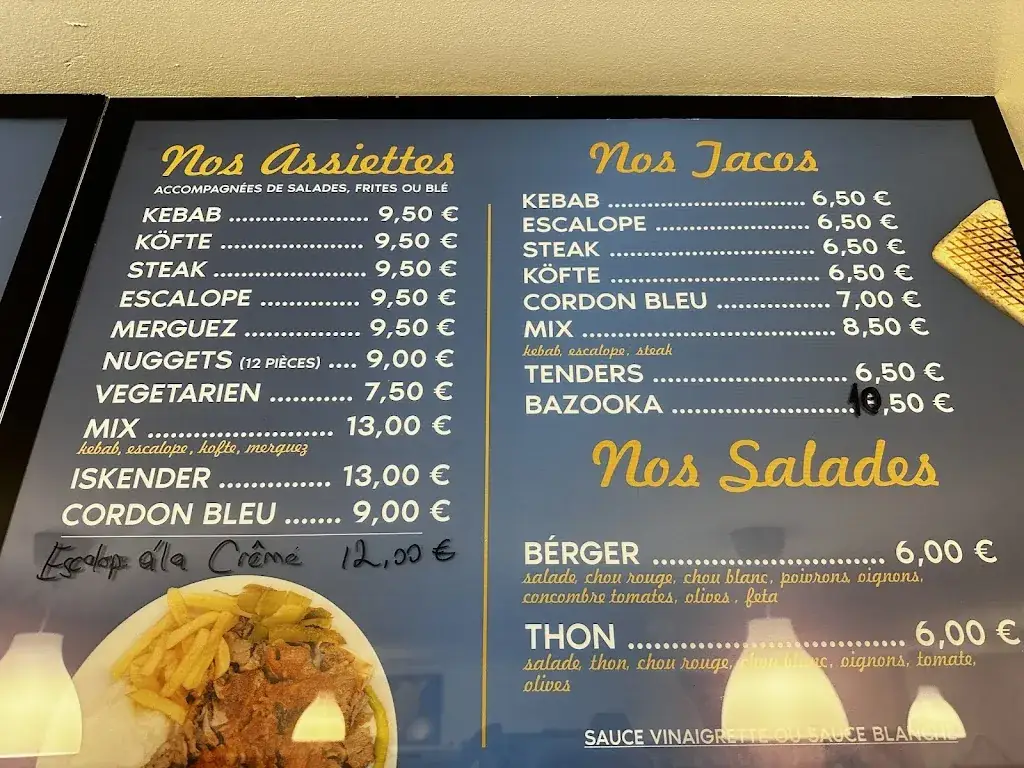 Nos Assiettes
ACCOMPAGNÉES DE SALADES, FRITES OU BLÉ
KEBAB ..................... 9,50 €
KÖFTE ...................... 9,50 €
STEAK ....................... 9,50 €
ESCALOPE ............... 9,50 €
MERGUEZ .................. 9,50 €
NUGGETS (12 PIÈCES) .... 9,00 €
VEGETARIEN ............ 7,50 €
MIX .......................... 13,00 €
kebab, escalope, kofte, merguez
ISKENDER ................ 13,00 €
CORDON BLEU ....... 9,00 €
Escalope à la Crême 12,00 €
Nos Tacos
KEBAB ............................... 6,50 €
ESCALOPE ........................ 6,50 €
STEAK ................................ 6,50 €
KÖFTE ................................ 6,50 €
CORDON BLEU ................. 7,00 €
MIX ..................................... 8,50 €
kebab, escalope, steak
TENDERS ............................ 6,50 €
BAZOOKA .........................10,50 €
Nos Salades
BÉRGER ................................ 6,00 €
salade, chou rouge, chou blanc, poivrons, oignons,
concombre tomates, olives , feta
THON ..................................... 6,00 €
salade, thon, chou rouge, chou blanc, oignons, tomate,
olives
SAUCE VINAIGRETTE OU SAUCE BLANCHE